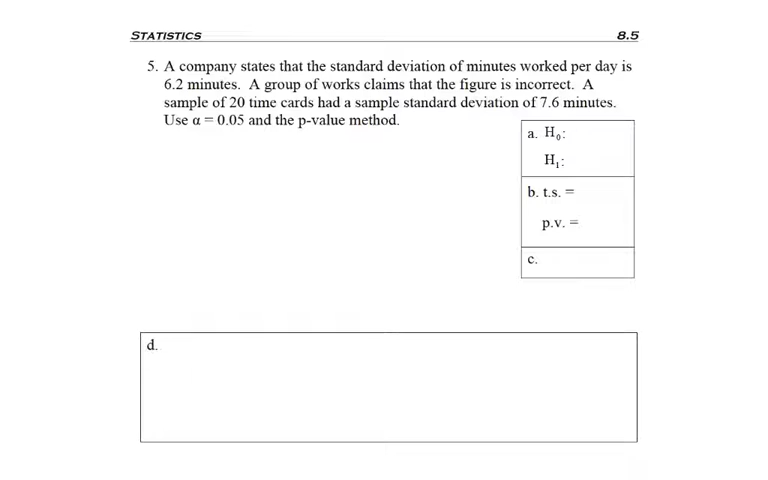 STATISTICS 8.5
5. A company states that the standard deviation of minutes worked per day is
6.2 minutes. A group of works claims that the figure is incorrect. A
sample of 20 time cards had a sample standard deviation of 7.6 minutes.
Use α = 0.05 and the p-value method.
a. H₀:
H₁:
b. t.s. =
p.v. =
c.
d.